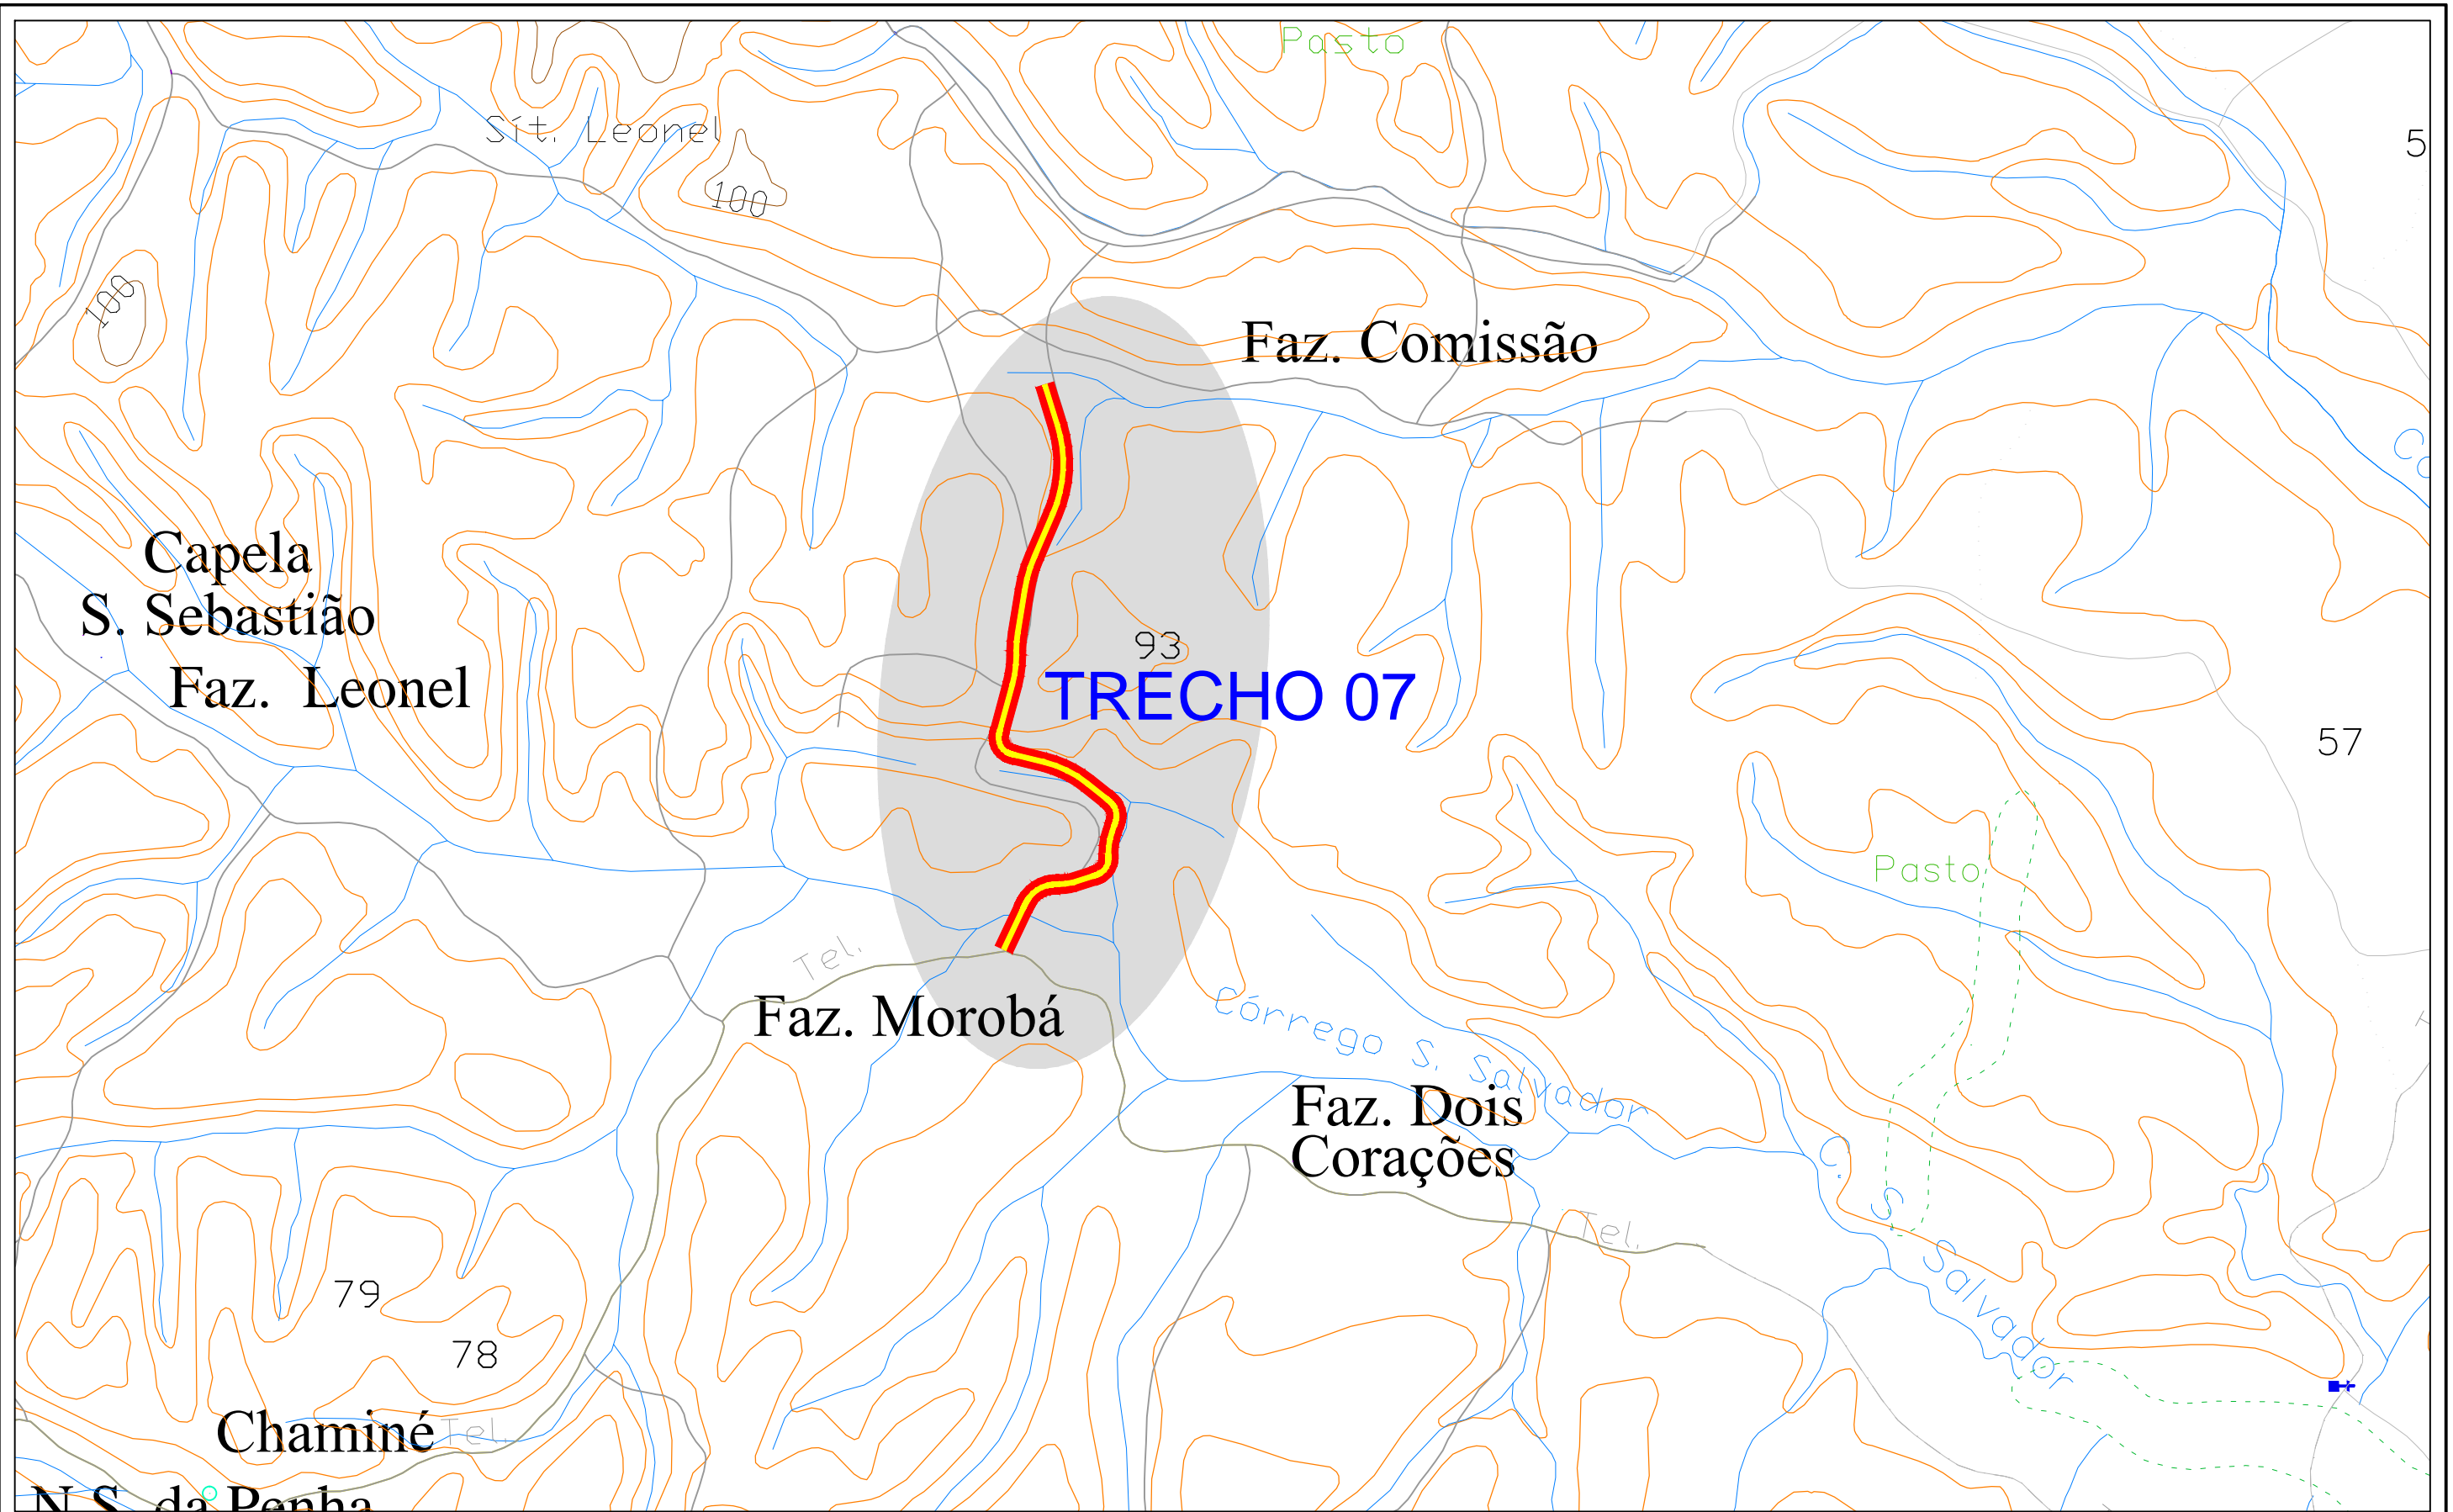 Pasto
Sít. Leonel
5
100
100
Faz. Comissão
Co
Capela
S. Sebastião
Faz. Leonel
93
TRECHO 07
57
Pasto
Tel.
Faz. Morobá
Córrego S. Salvador
Faz. Dois
Corações
Tel.
C. S. Salvador
79
78
Chaminé
Tel.
N.S. da Penha